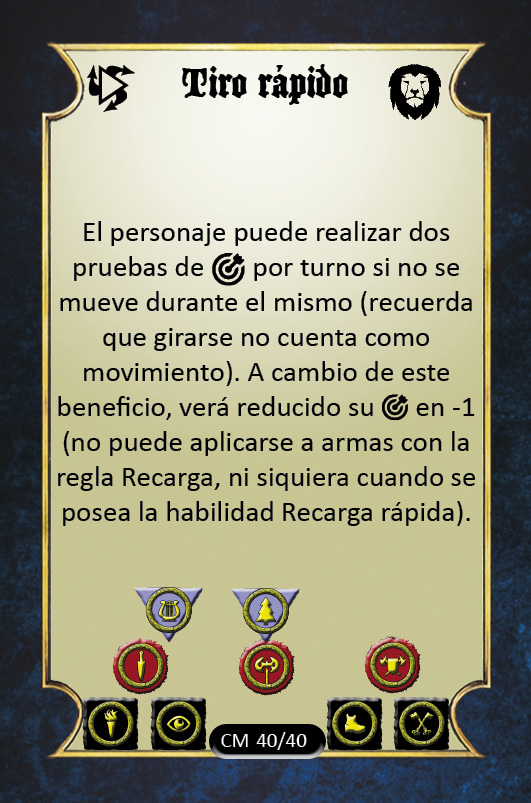 Tiro rápido
El personaje puede realizar dos
pruebas de por turno si no se
mueve durante el mismo (recuerda
que girarse no cuenta como
movimiento). A cambio de este
beneficio, verá reducido su en -1
(no puede aplicarse a armas con la
regla Recarga, ni siquiera cuando se
posea la habilidad Recarga rápida).
CM 40/40